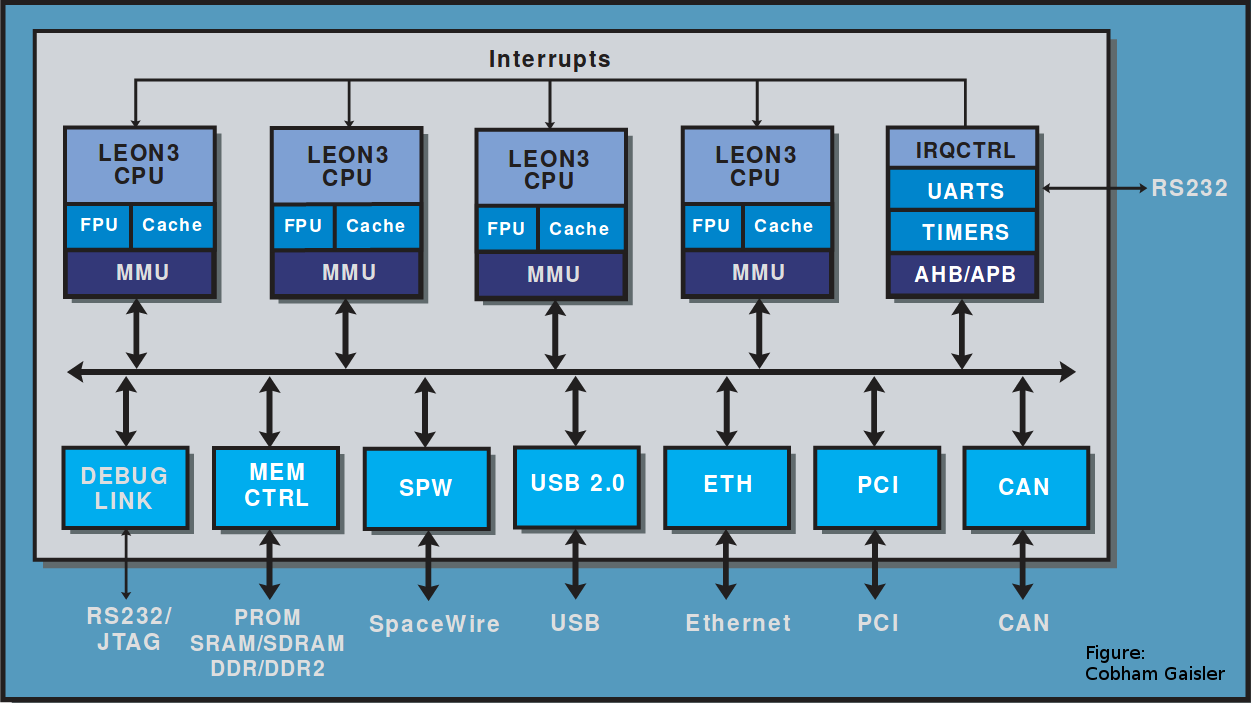 Interrupts
LEON3
CPU
FPU
Cache
MMU
LEON3
CPU
FPU
Cache
MMU
LEON3
CPU
FPU
Cache
MMU
LEON3
CPU
FPU
Cache
MMU
IRQCTRL
UARTS
TIMERS
AHB/APB
RS232
DEBUG
LINK
MEM
CTRL
SPW
USB 2.0
ETH
PCI
CAN
RS232/
JTAG
PROM
SRAM/SDRAM
DDR/DDR2
SpaceWire
USB
Ethernet
PCI
CAN
Figure:
Cobham Gaisler